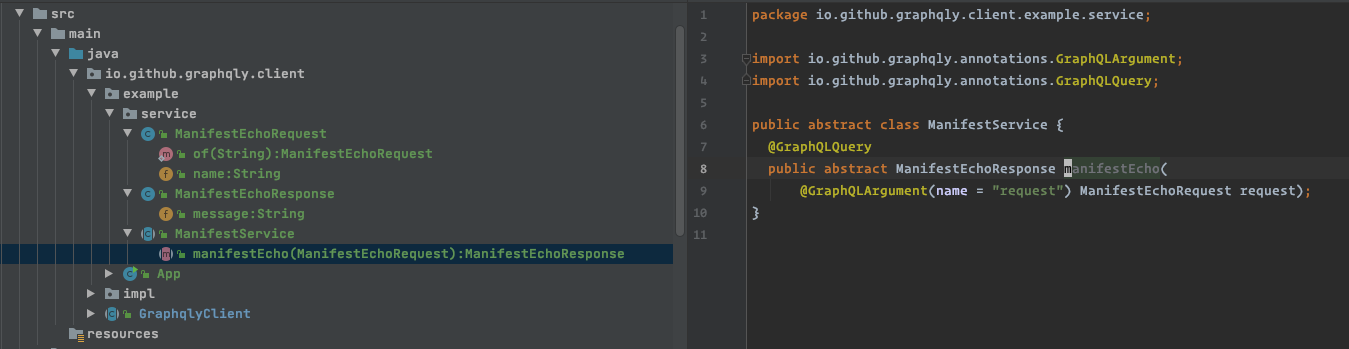 src
main
java
io.github.graphqly.client
example
service
ManifestEchoRequest
of(String):ManifestEchoRequest
name:String
ManifestEchoResponse
message:String
ManifestService
manifestEcho(ManifestEchoRequest):ManifestEchoResponse
App
impl
GraphqlyClient
resources
1 package io.github.graphqly.client.example.service;
2
3 import io.github.graphqly.annotations.GraphQLArgument;
4 import io.github.graphqly.annotations.GraphQLQuery;
5
6 public abstract class ManifestService {
7 @GraphQLQuery
8 public abstract ManifestEchoResponse manifestEcho(
9 @GraphQLArgument(name = "request") ManifestEchoRequest request);
10 }
11